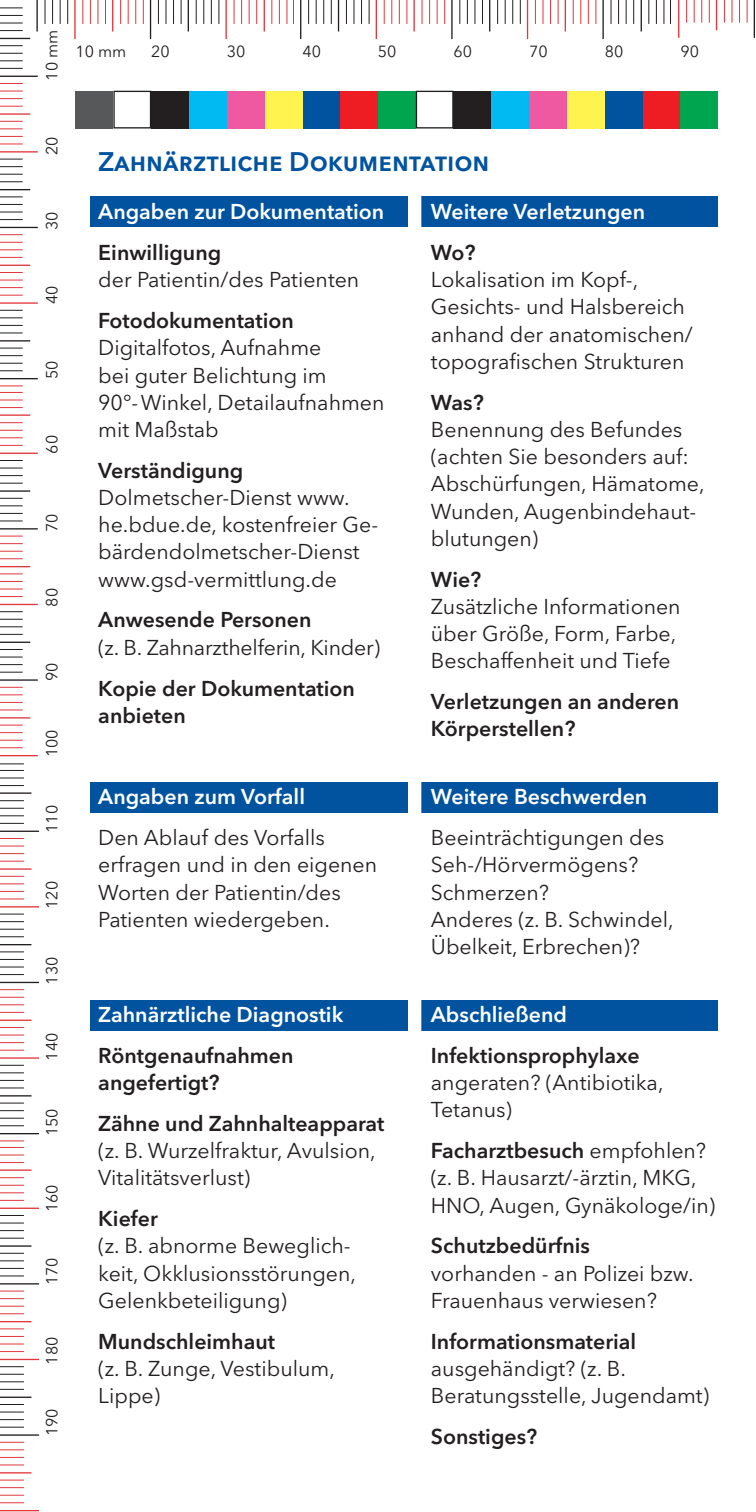 10 mm 20 30 40 50 60 70 80 90
10 mm
20
30
40
50
60
70
80
90
100
110
120
130
140
150
160
170
180
190
ZAHNÄRZTLICHE DOKUMENTATION
Angaben zur Dokumentation
Einwilligung
der Patientin/des Patienten
Fotodokumentation
Digitalfotos, Aufnahme
bei guter Belichtung im
90°-Winkel, Detailaufnahmen
mit Maßstab
Verständigung
Dolmetscher-Dienst www.
he.bdue.de, kostenfreier Ge-
bärdendolmetscher-Dienst
www.gsd-vermittlung.de
Anwesende Personen
(z. B. Zahnarzthelferin, Kinder)
Kopie der Dokumentation
anbieten
Weitere Verletzungen
Wo?
Lokalisation im Kopf-,
Gesichts- und Halsbereich
anhand der anatomischen/
topografischen Strukturen
Was?
Benennung des Befundes
(achten Sie besonders auf:
Abschürfungen, Hämatome,
Wunden, Augenbindehaut-
blutungen)
Wie?
Zusätzliche Informationen
über Größe, Form, Farbe,
Beschaffenheit und Tiefe
Verletzungen an anderen
Körperstellen?
Angaben zum Vorfall
Den Ablauf des Vorfalls
erfragen und in den eigenen
Worten der Patientin/des
Patienten wiedergeben.
Weitere Beschwerden
Beeinträchtigungen des
Seh-/Hörvermögens?
Schmerzen?
Anderes (z. B. Schwindel,
Übelkeit, Erbrechen)?
Zahnärztliche Diagnostik
Röntgenaufnahmen
angefertigt?
Zähne und Zahnhalteapparat
(z. B. Wurzelfraktur, Avulsion,
Vitalitätsverlust)
Kiefer
(z. B. abnorme Beweglich-
keit, Okklusionsstörungen,
Gelenkbeteiligung)
Mundschleimhaut
(z. B. Zunge, Vestibulum,
Lippe)
Abschließend
Infektionsprophylaxe
angeraten? (Antibiotika,
Tetanus)
Facharztbesuch empfohlen?
(z. B. Hausarzt/-ärztin, MKG,
HNO, Augen, Gynäkologe/in)
Schutzbedürfnis
vorhanden - an Polizei bzw.
Frauenhaus verwiesen?
Informationsmaterial
ausgehändigt? (z. B.
Beratungsstelle, Jugendamt)
Sonstiges?